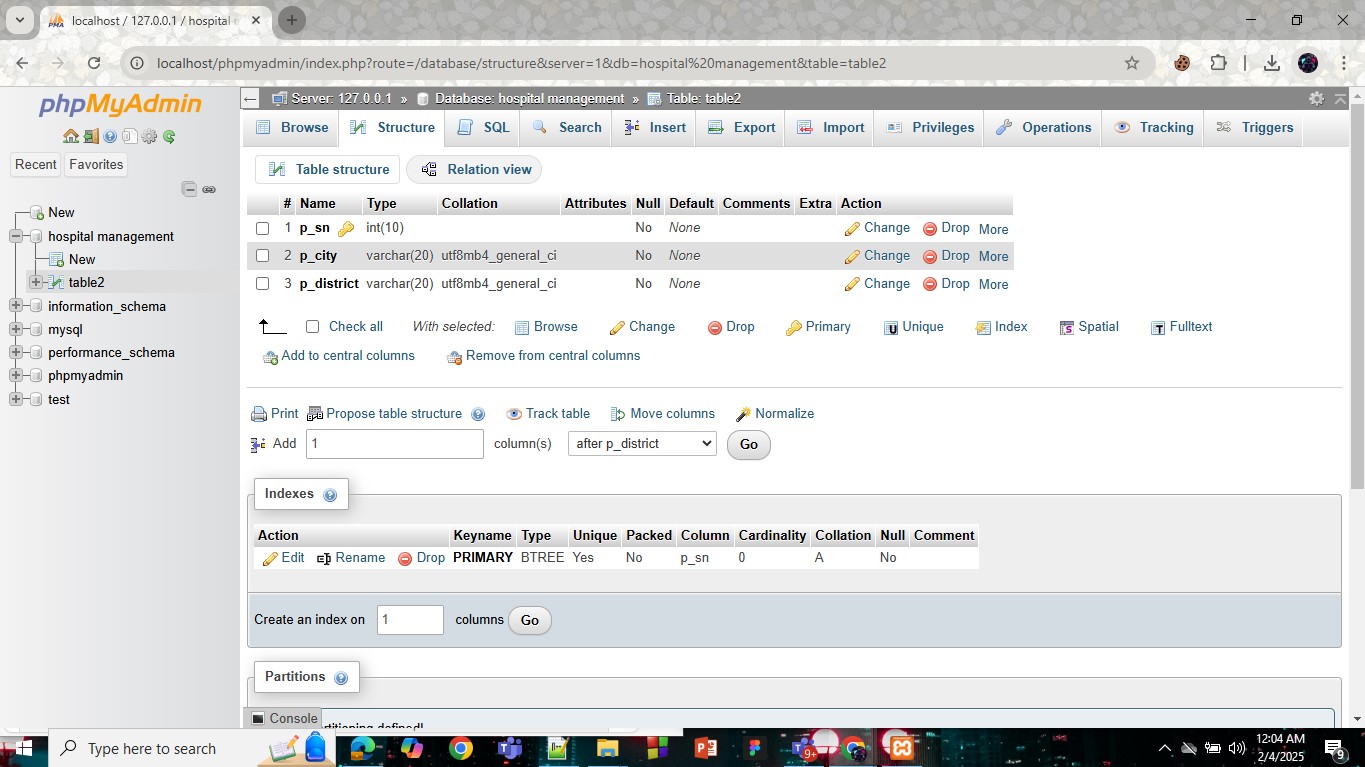 localhost / 127.0.0.1 / hospital
localhost/phpmyadmin/index.php?route=/database/structure&server=1&db=hospital%20management&table=table2
phpMyAdmin
Recent Favorites
New
hospital management
New
table2
information_schema
mysql
performance_schema
phpmyadmin
test
Server: 127.0.0.1 » Database: hospital management » Table: table2
Browse Structure SQL Search Insert Export Import Privileges Operations Tracking Triggers
Table structure Relation view
# Name Type Collation Attributes Null Default Comments Extra Action
1 p_sn int(10) No None Change Drop More
2 p_city varchar(20) utf8mb4_general_ci No None Change Drop More
3 p_district varchar(20) utf8mb4_general_ci No None Change Drop More
Check all With selected: Browse Change Drop Primary Unique Index Spatial Fulltext
Add to central columns Remove from central columns
Print Propose table structure Track table Move columns Normalize
Add 1 column(s) after p_district Go
Indexes
Action Keyname Type Unique Packed Column Cardinality Collation Null Comment
Edit Rename Drop PRIMARY BTREE Yes No p_sn 0 A No
Create an index on 1 columns Go
Partitions
Console
Type here to search
9+
12:04 AM
2/4/2025
9